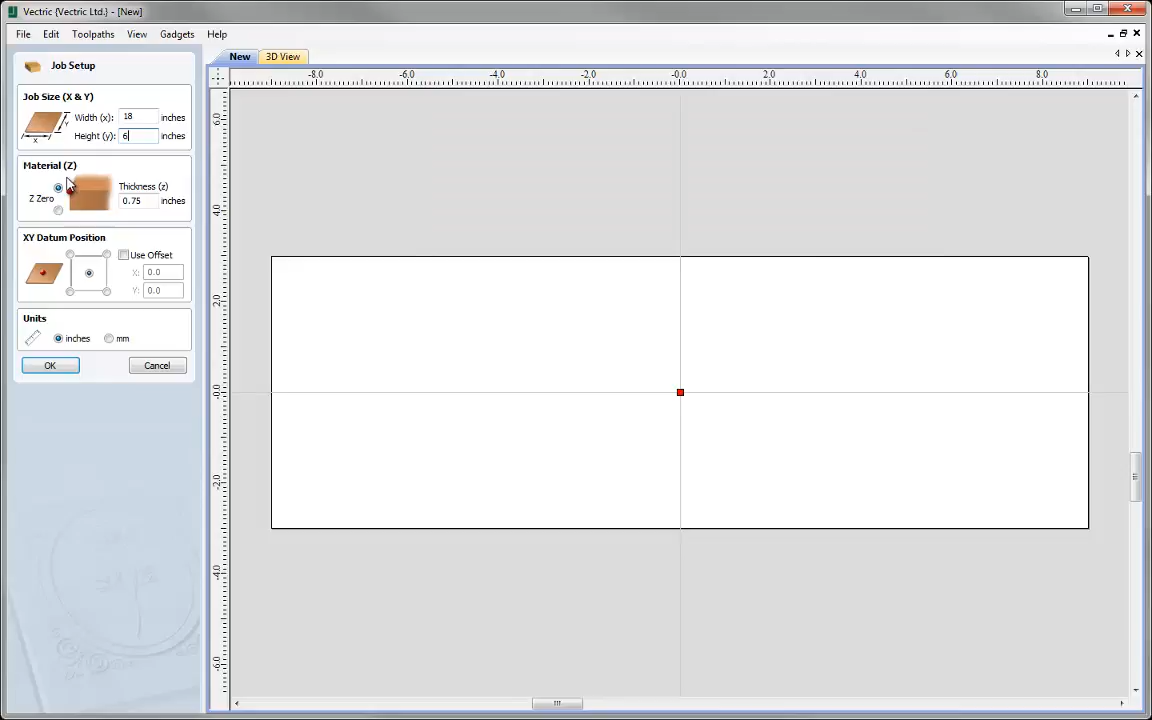 Vectric {Vectric Ltd.} - [New]
File Edit Toolpaths View Gadgets Help
Job Setup
Job Size (X & Y)
Width (x): 18 inches
Height (y): 6 inches
Y
X
Material (Z)
Z Zero
Thickness (z)
0.75 inches
XY Datum Position
Use Offset
X: 0.0
Y: 0.0
Units
inches mm
OK Cancel
New 3D View
-8.0 -6.0 -4.0 -2.0 -0.0 2.0 4.0 6.0 8.0
6.0
4.0
2.0
-0.0
-2.0
-4.0
-6.0